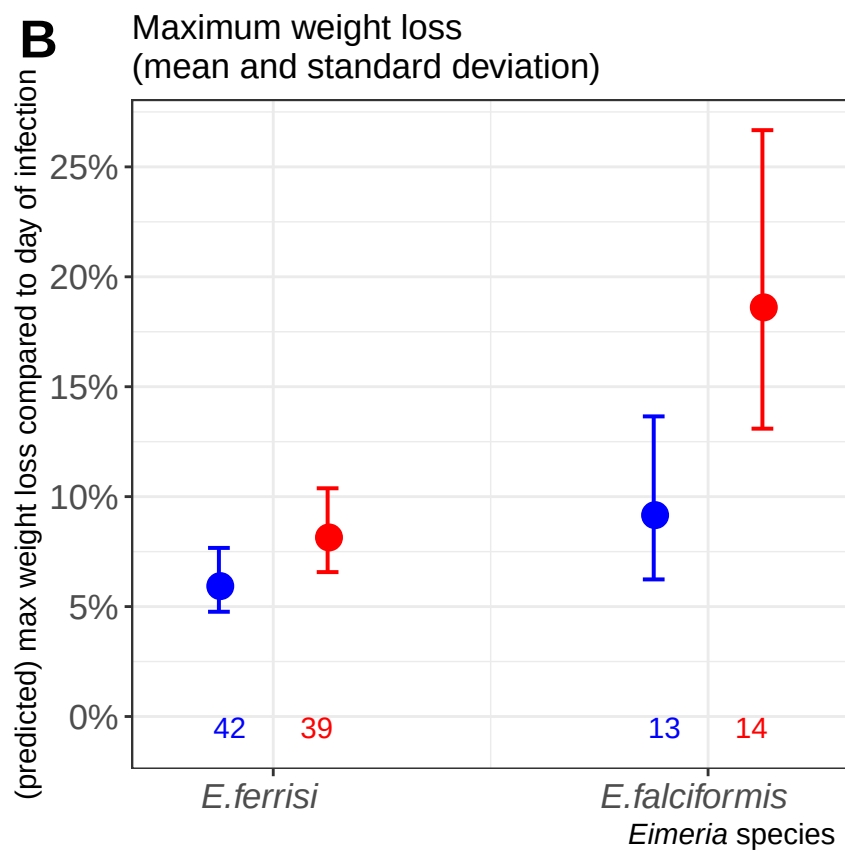 B
Maximum weight loss
(mean and standard deviation)
(predicted) max weight loss compared to day of infection
25%
20%
15%
10%
5%
0%
42 39 13 14
E.ferrisi E.falciformis
Eimeria species